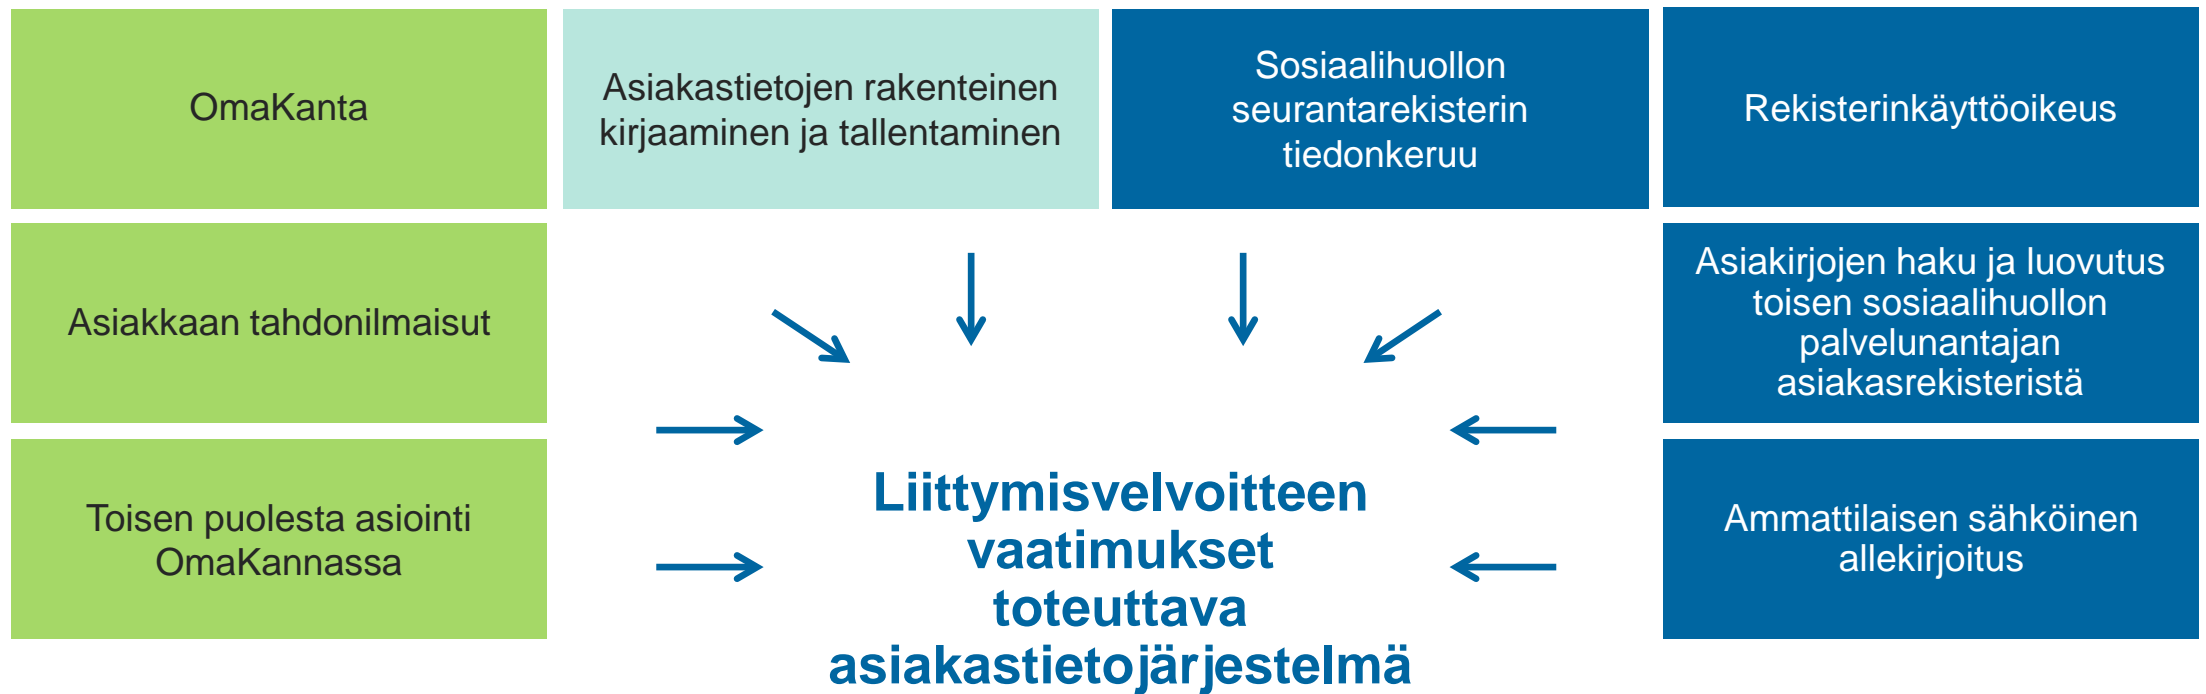 OmaKanta
Asiakastietojen rakenteinen
kirjaaminen ja tallentaminen
Sosiaalihuollon
seurantarekisterin
tiedonkeruu
Rekisterinkäyttöoikeus
Asiakkaan tahdonilmaisut
Asiakirjojen haku ja luovutus
toisen sosiaalihuollon
palvelunantajan
asiakasrekisteristä
Toisen puolesta asiointi
OmaKannassa
Liittymisvelvoitteen
vaatimukset
toteuttava
asiakastietojärjestelmä
Ammattilaisen sähköinen
allekirjoitus